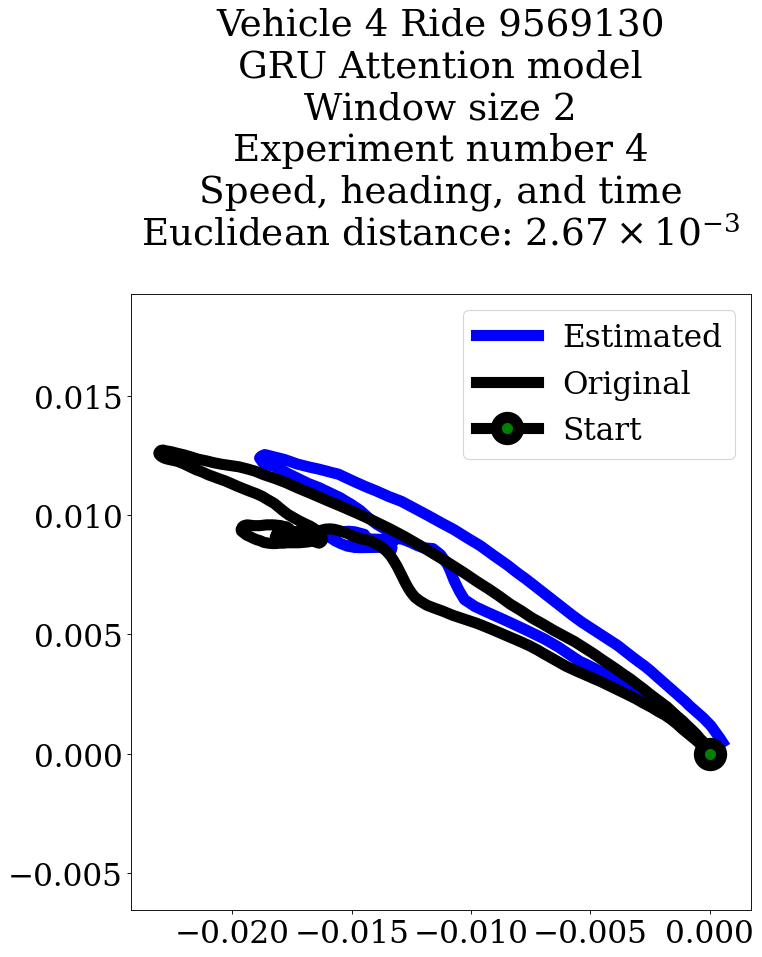 Vehicle 4 Ride 9569130
GRU Attention model
Window size 2
Experiment number 4
Speed, heading, and time
Euclidean distance: 2.67 × 10⁻³
Estimated
Original
Start
0.015
0.010
0.005
0.000
−0.005
−0.020 −0.015 −0.010 −0.005 0.000